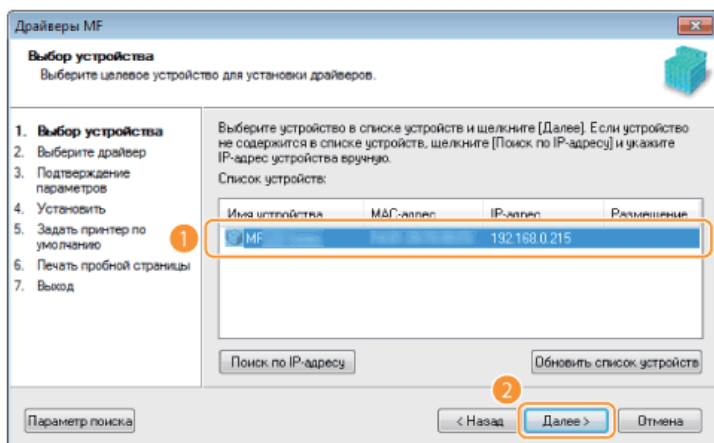 Драйверы MF
Выбор устройства
Выберите целевое устройство для установки драйверов.
1. Выбор устройства
2. Выберите драйвер
3. Подтверждение
параметров
4. Установить
5. Задать принтер по
умолчанию
6. Печать пробной страницы
7. Выход
Выберите устройство в списке устройств и щелкните [Далее]. Если устройство
не содержится в списке устройств, щелкните [Поиск по IP-адресу] и укажите
IP-адрес устройства вручную.
Список устройств:
Имя устройства MAC-адрес IP-адрес Размещение
1
MF 192.168.0.215
Поиск по IP-адресу Обновить список устройств
2
Параметр поиска < Назад Далее > Отмена